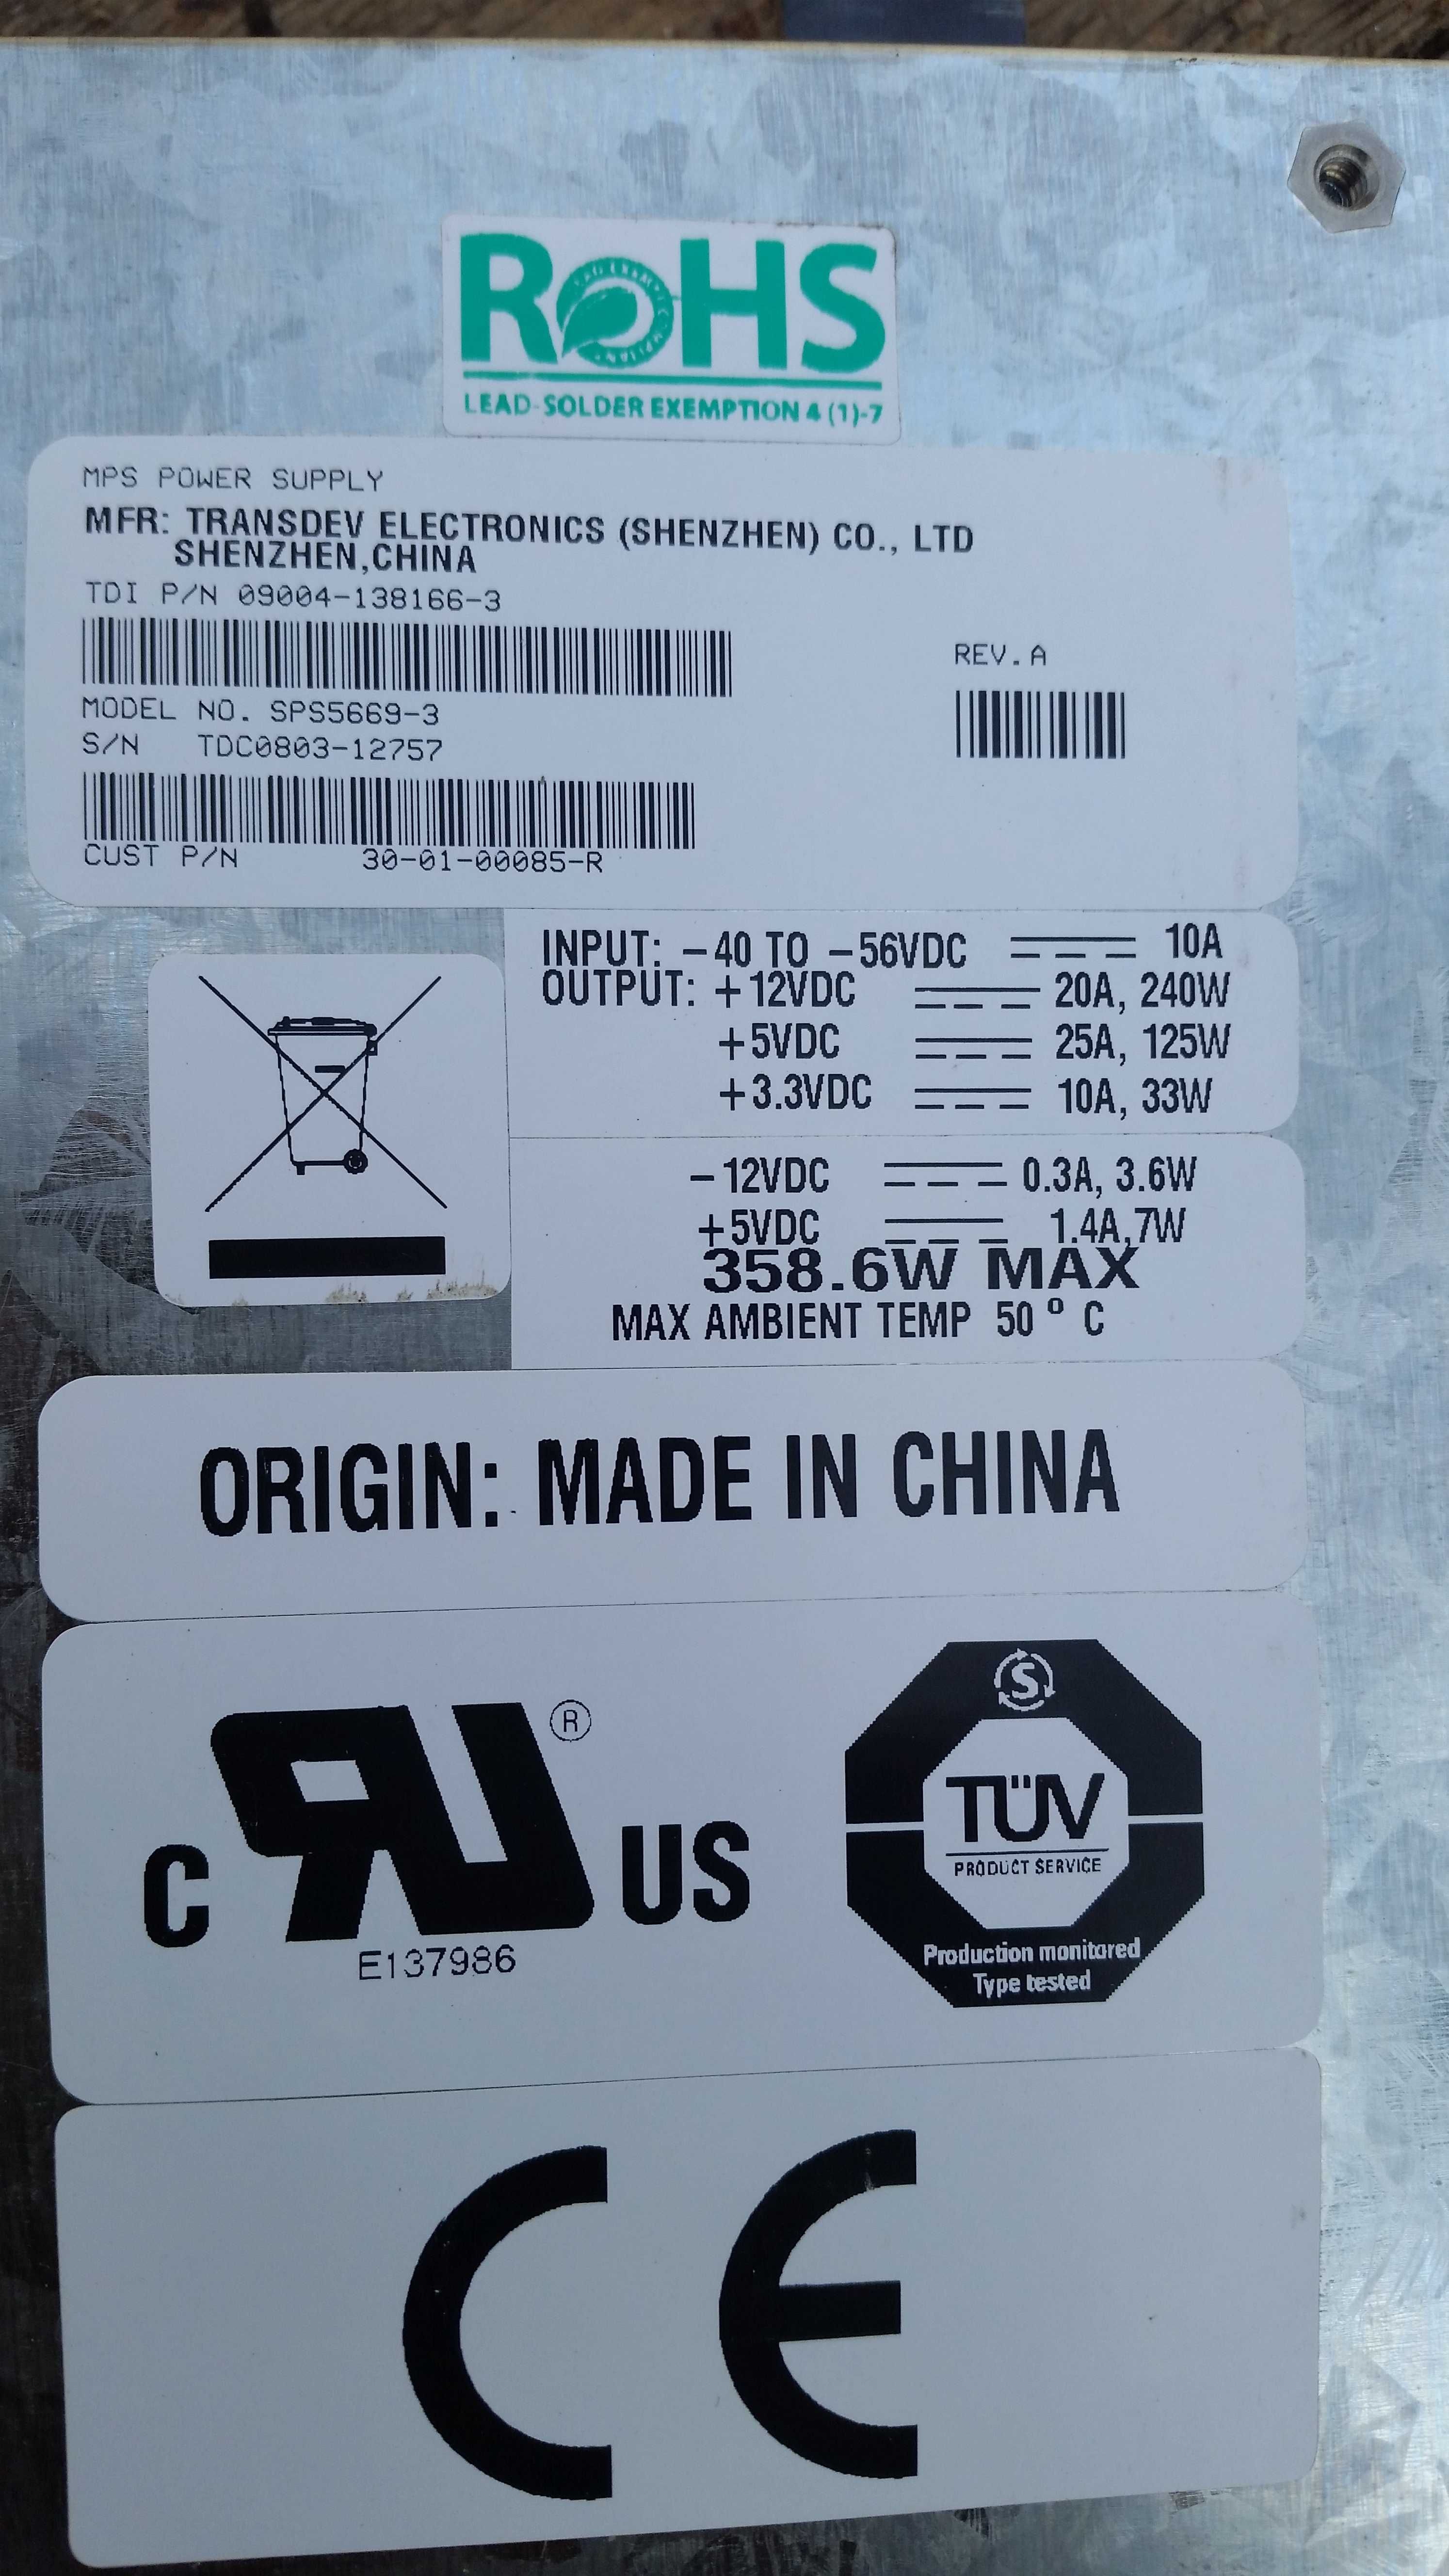 RoHS
LEAD-SOLDER EXEMPTION 4 (1)-7
MPS POWER SUPPLY
MFR: TRANSDEV ELECTRONICS (SHENZHEN) CO., LTD
SHENZHEN,CHINA
TDI P/N 09004-138166-3
REV.A
MODEL NO. SPS5669-3
S/N TDC0803-12757
CUST P/N 30-01-00085-R
INPUT: -40 TO -56VDC 10A
OUTPUT: +12VDC 20A, 240W
+5VDC 25A, 125W
+3.3VDC 10A, 33W
-12VDC 0.3A, 3.6W
+5VDC 1.4A,7W
358.6W MAX
MAX AMBIENT TEMP 50° C
ORIGIN: MADE IN CHINA
C RU ® US
E137986
S
TÜV
PRODUCT SERVICE
Production monitored
Type tested
CE